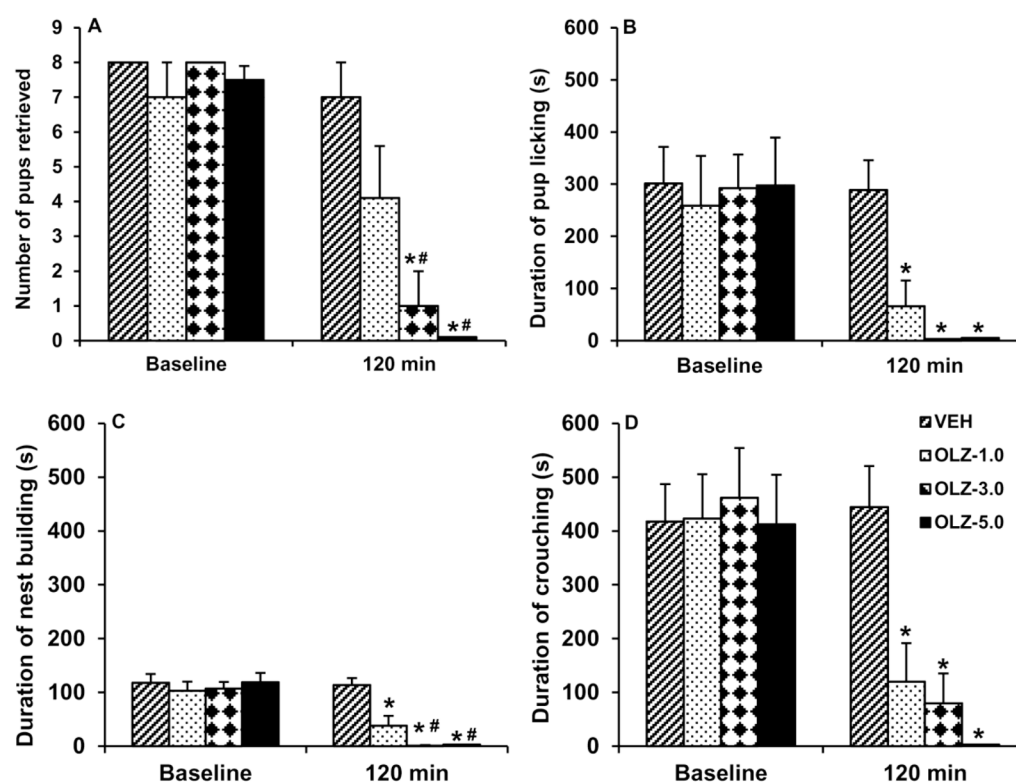 A
Number of pups retrieved
9
8
7
6
5
4
3
2
1
0
*#
*#
Baseline 120 min
B
Duration of pup licking (s)
600
500
400
300
200
100
0
*
*
*
Baseline 120 min
C
Duration of nest building (s)
600
500
400
300
200
100
0
*
*#
*#
Baseline 120 min
D
Duration of crouching (s)
600
500
400
300
200
100
0
VEH
OLZ-1.0
OLZ-3.0
OLZ-5.0
*
*
*
Baseline 120 min